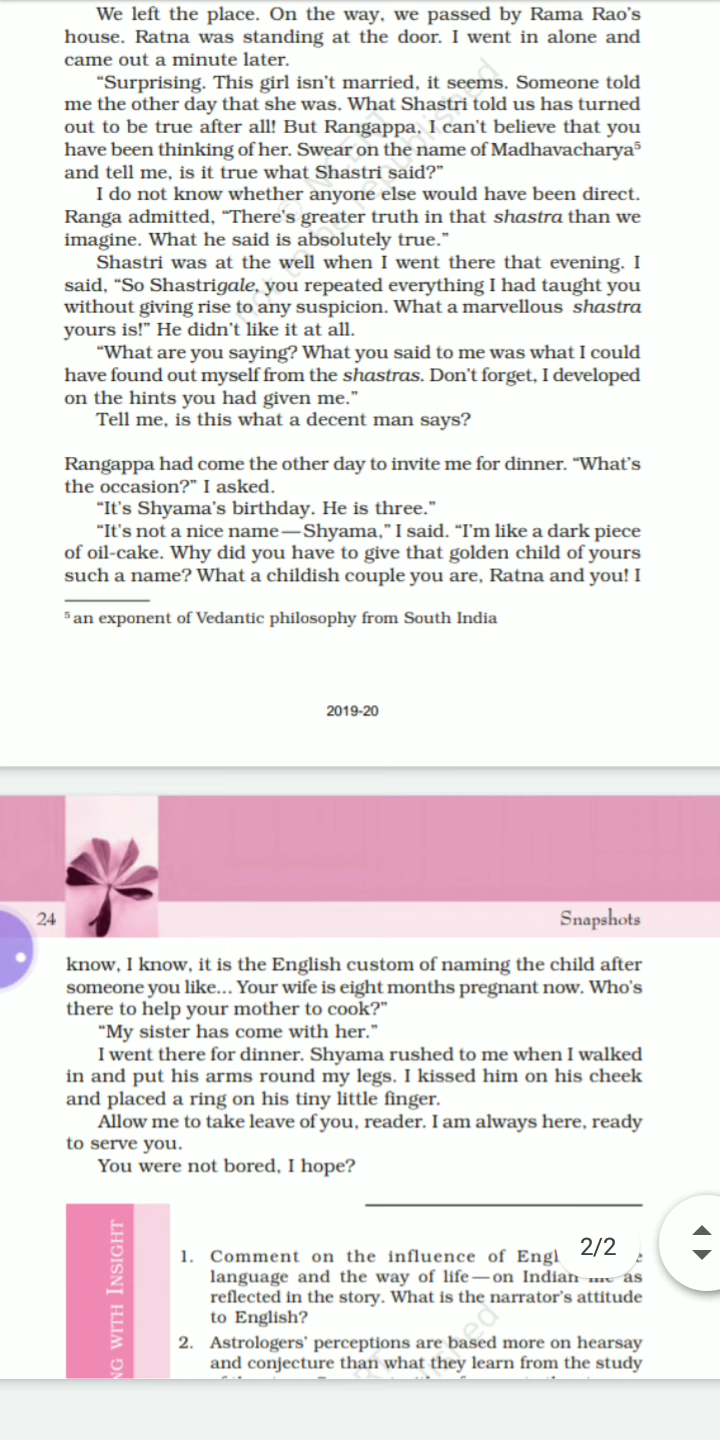 We left the place. On the way, we passed by Rama Rao's
house. Ratna was standing at the door. I went in alone and
came out a minute later.
“Surprising. This girl isn't married, it seems. Someone told
me the other day that she was. What Shastri told us has turned
out to be true after all! But Rangappa, I can't believe that you
have been thinking of her. Swear on the name of Madhavacharya⁵
and tell me, is it true what Shastri said?”
I do not know whether anyone else would have been direct.
Ranga admitted, “There's greater truth in that shastra than we
imagine. What he said is absolutely true.”
Shastri was at the well when I went there that evening. I
said, “So Shastrigale, you repeated everything I had taught you
without giving rise to any suspicion. What a marvellous shastra
yours is!” He didn't like it at all.
“What are you saying? What you said to me was what I could
have found out myself from the shastras. Don't forget, I developed
on the hints you had given me.”
Tell me, is this what a decent man says?
Rangappa had come the other day to invite me for dinner. “What's
the occasion?” I asked.
“It's Shyama's birthday. He is three.”
“It's not a nice name—Shyama,” I said. “I'm like a dark piece
of oil-cake. Why did you have to give that golden child of yours
such a name? What a childish couple you are, Ratna and you! I
⁵ an exponent of Vedantic philosophy from South India
2019-20
24
Snapshots
know, I know, it is the English custom of naming the child after
someone you like... Your wife is eight months pregnant now. Who's
there to help your mother to cook?”
“My sister has come with her.”
I went there for dinner. Shyama rushed to me when I walked
in and put his arms round my legs. I kissed him on his cheek
and placed a ring on his tiny little finger.
Allow me to take leave of you, reader. I am always here, ready
to serve you.
You were not bored, I hope?
NG WITH INSIGHT
1. Comment on the influence of Engl
2/2
language and the way of life—on Indian as
reflected in the story. What is the narrator's attitude
to English?
2. Astrologers' perceptions are based more on hearsay
and conjecture than what they learn from the study